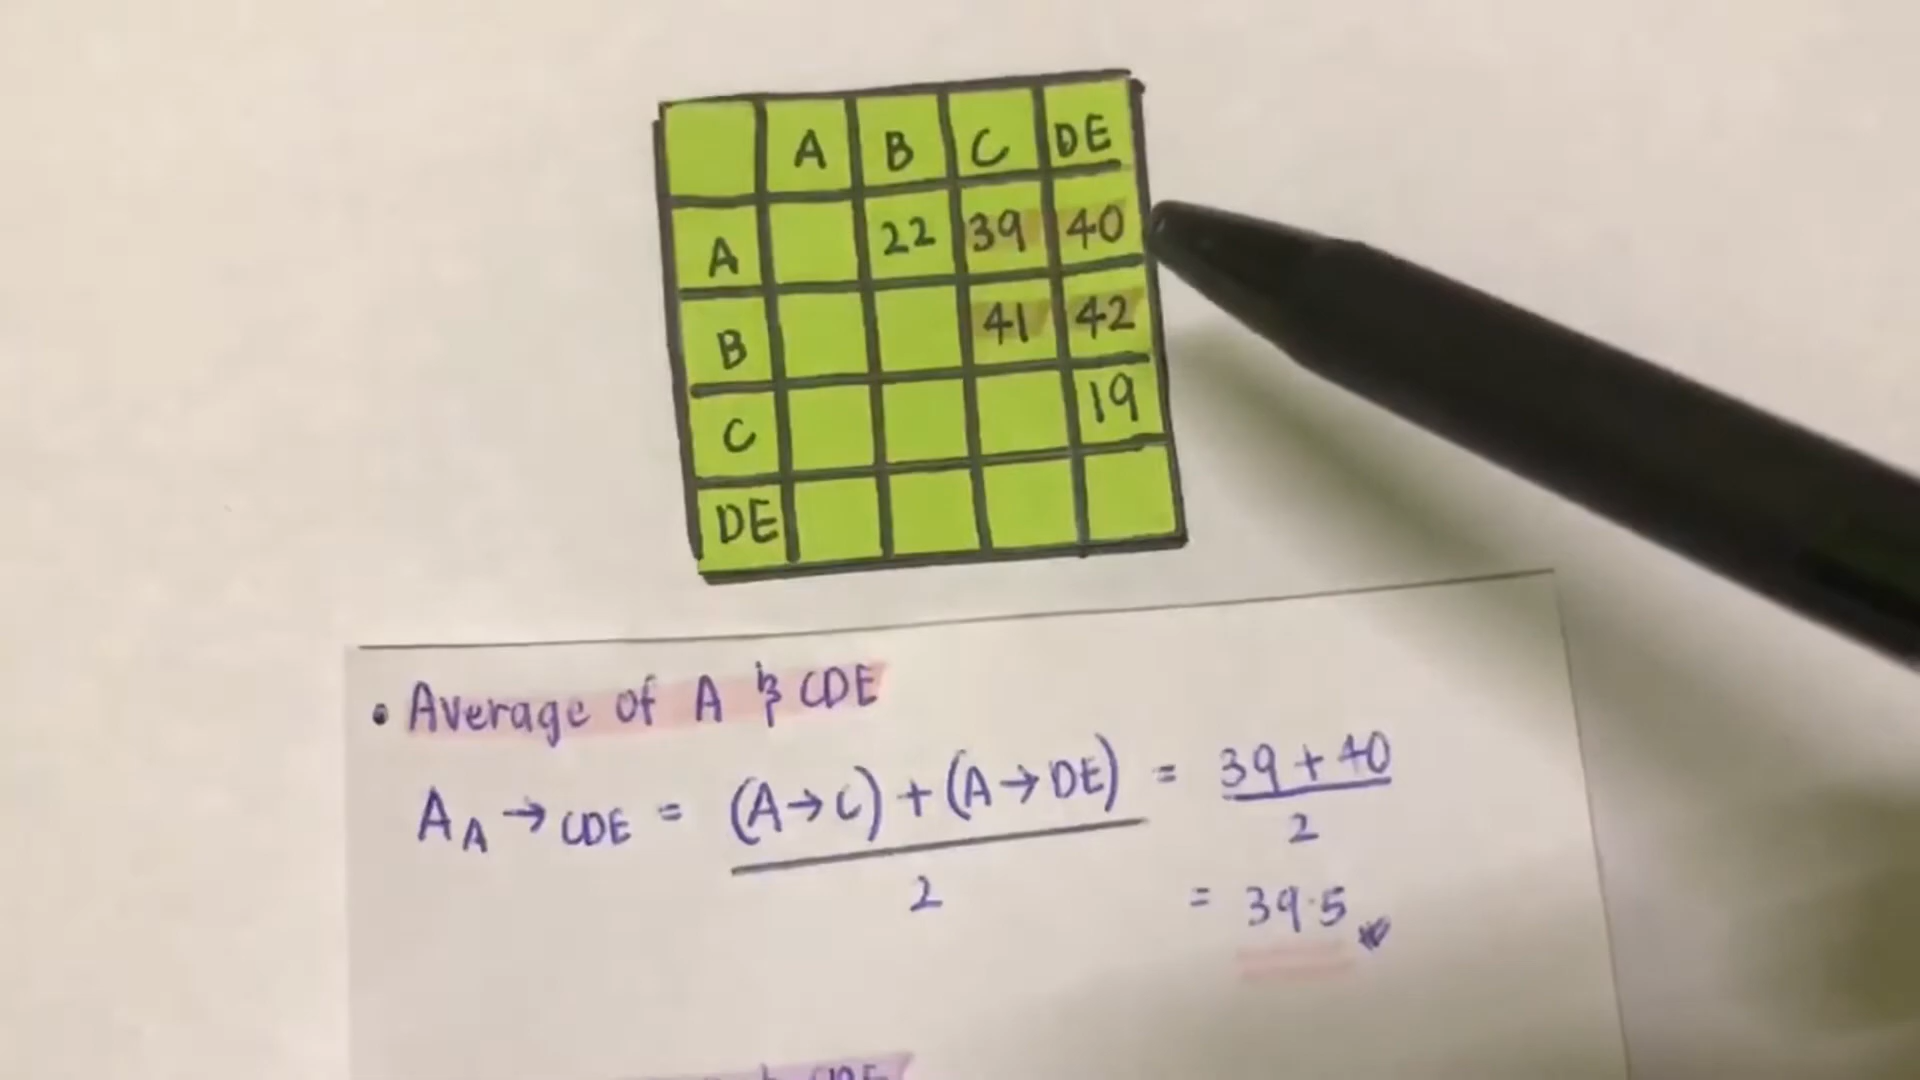 A B C DE
A 22 39 40
B 41 42
C 19
DE
• Average of A & CDE
A A → CDE = (A→C) + (A→DE) / 2 = 39 + 40 / 2
= 39.5
CDE